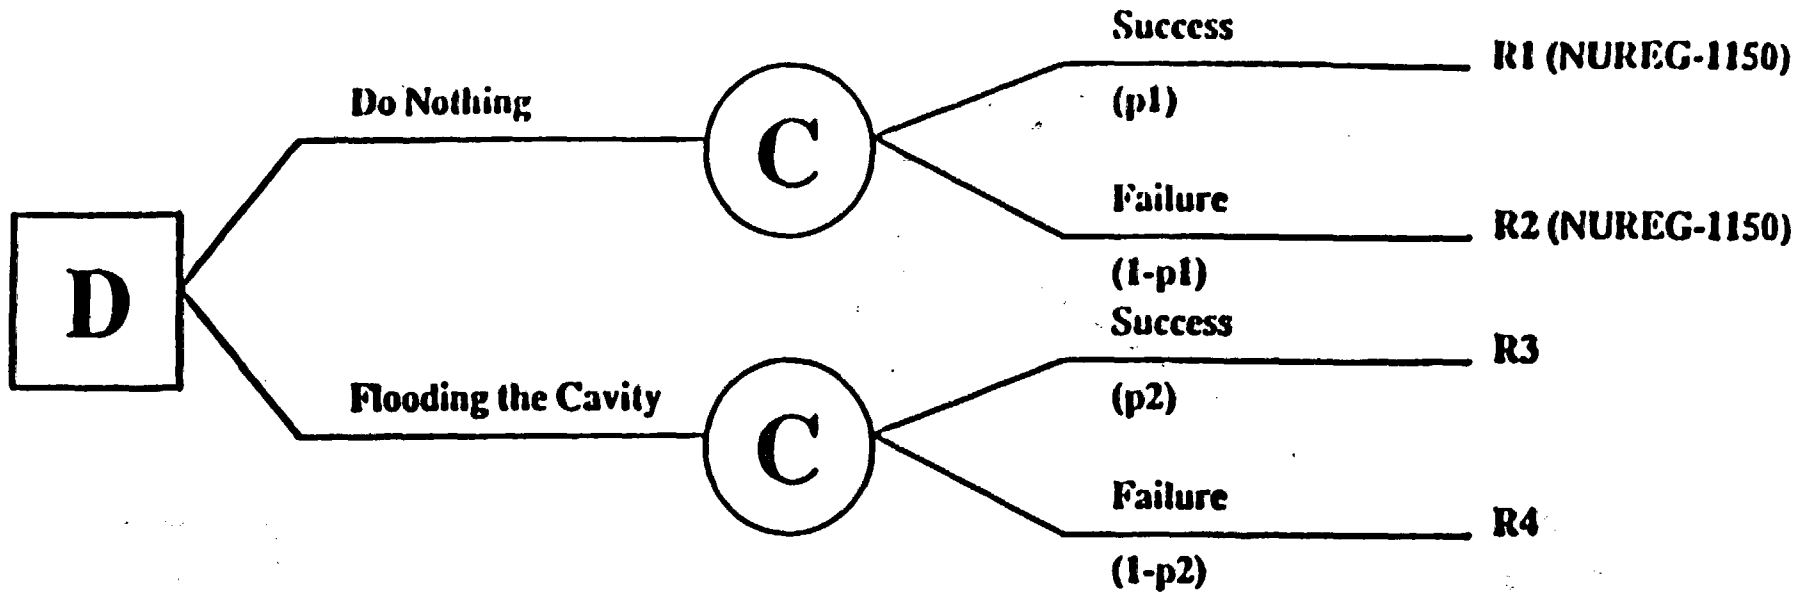 Success
R1 (NUREG-1150)
Do Nothing
(p1)
C
Failure
R2 (NUREG-1150)
(1-p1)
D
Success
R3
Flooding the Cavity
(p2)
C
Failure
R4
(1-p2)